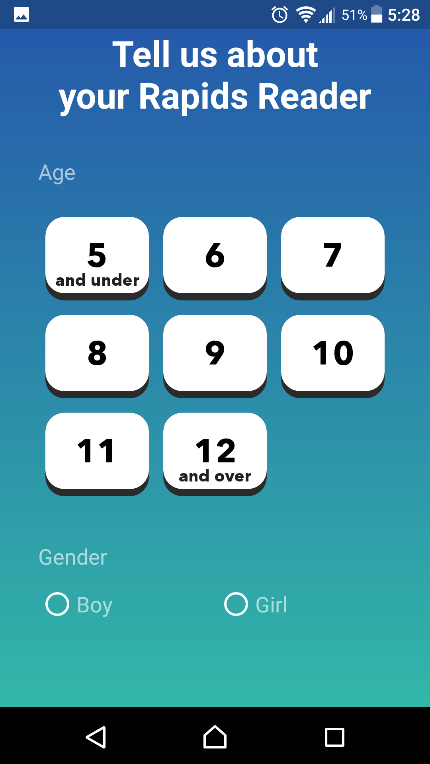 51% 5:28
Tell us about
your Rapids Reader
Age
5 6 7
and under
8 9 10
11 12
and over
Gender
Boy Girl